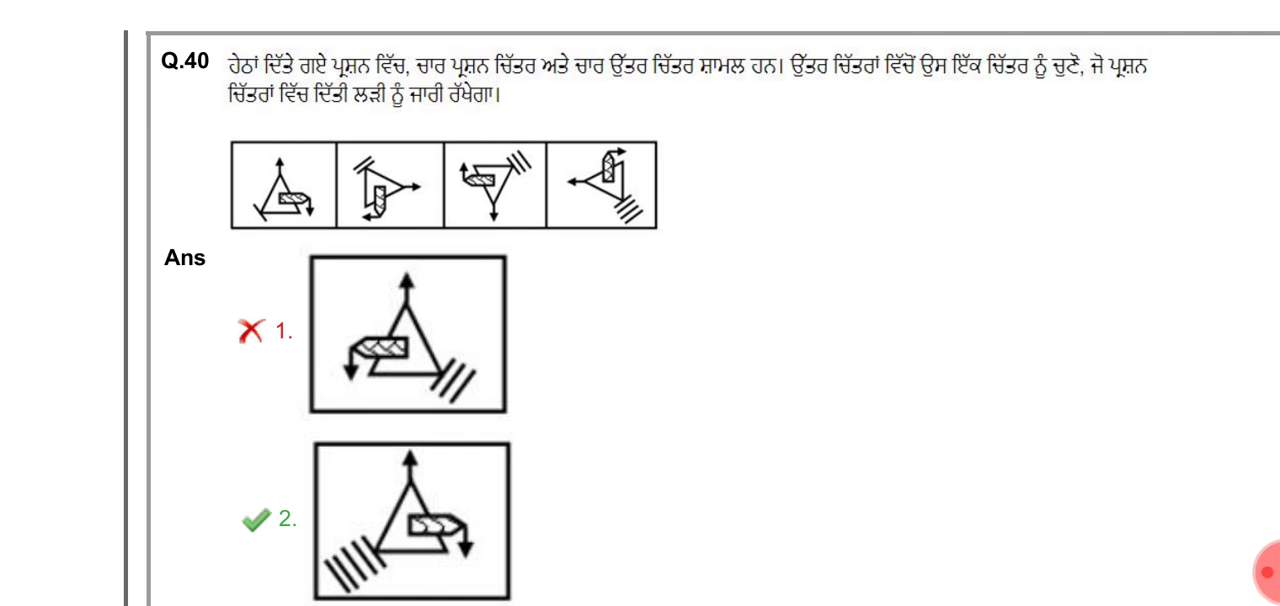 Q.40 ਹੇਠਾਂ ਦਿੱਤੇ ਗਏ ਪ੍ਰਸ਼ਨ ਵਿੱਚ, ਚਾਰ ਪ੍ਰਸ਼ਨ ਚਿੱਤਰ ਅਤੇ ਚਾਰ ਉੱਤਰ ਚਿੱਤਰ ਸ਼ਾਮਲ ਹਨ। ਉੱਤਰ ਚਿੱਤਰਾਂ ਵਿੱਚੋਂ ਉਸ ਇੱਕ ਚਿੱਤਰ ਨੂੰ ਚੁਣੋ, ਜੋ ਪ੍ਰਸ਼ਨ
ਚਿੱਤਰਾਂ ਵਿੱਚ ਦਿੱਤੀ ਲੜੀ ਨੂੰ ਜਾਰੀ ਰੱਖੇਗਾ।
Ans
1.
2.